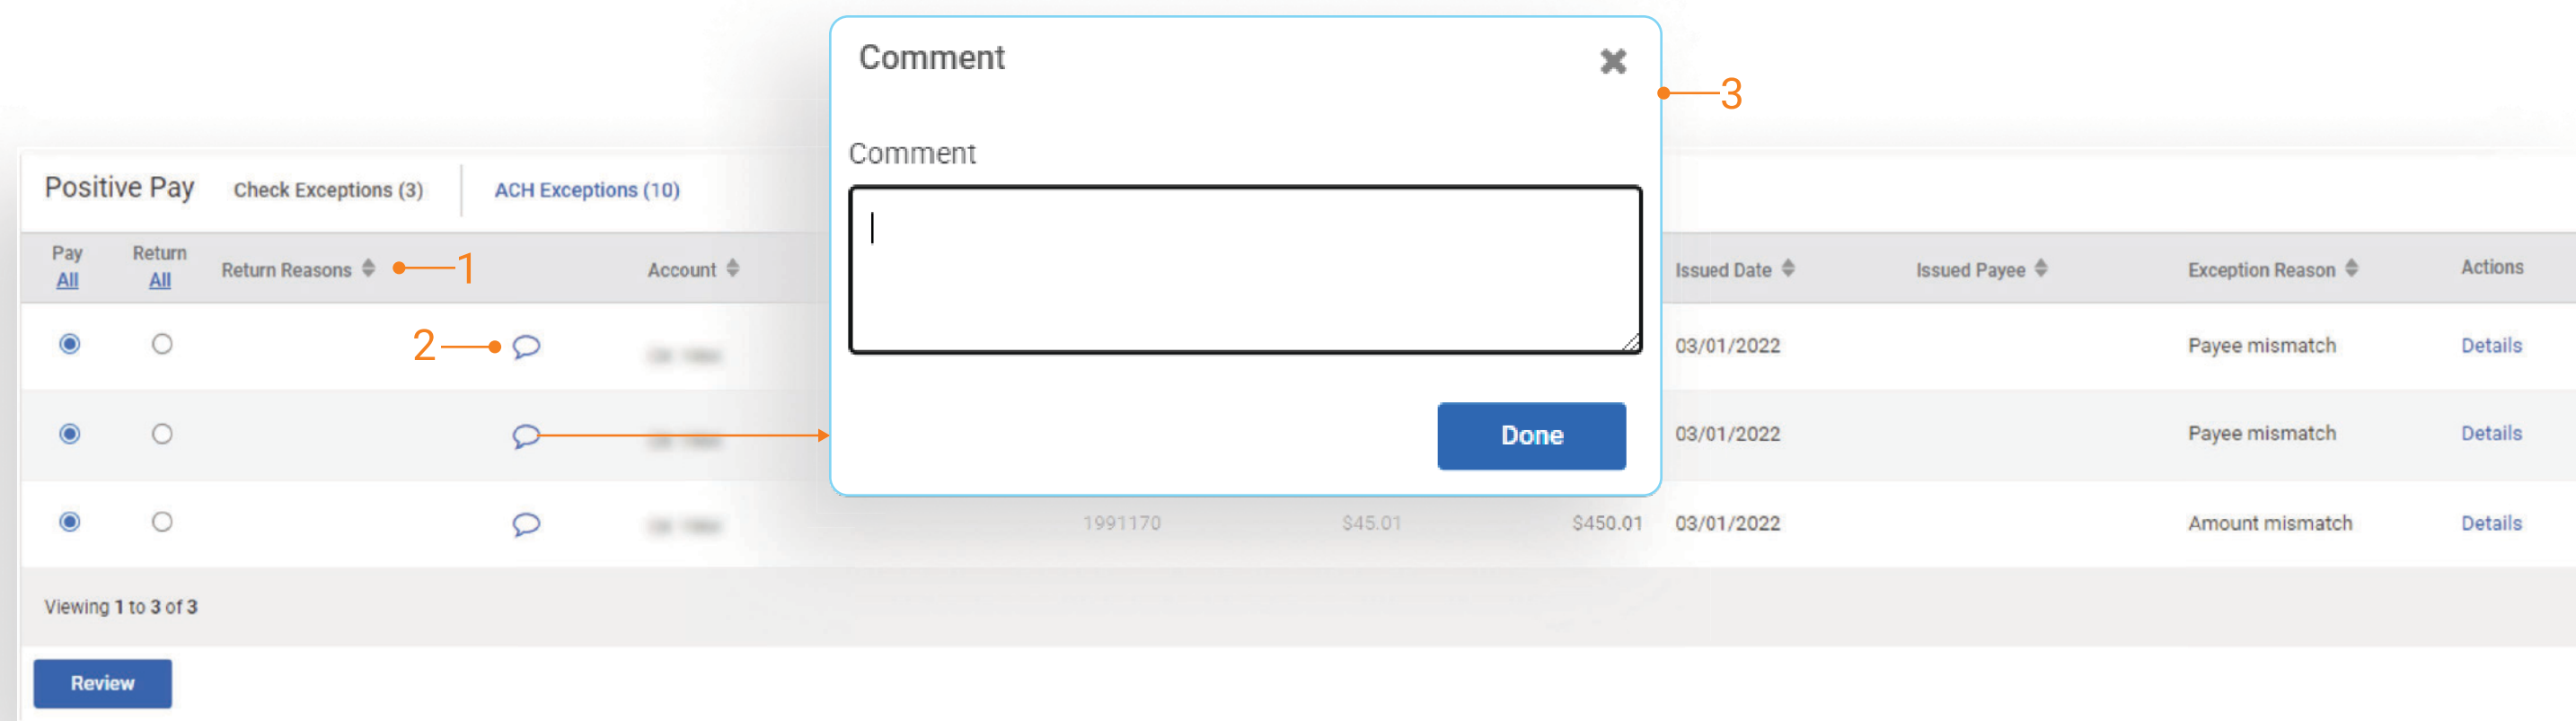 Comment
3
Comment
Positive Pay Check Exceptions (3) ACH Exceptions (10)
Pay All Return All Return Reasons 1 Account Issued Date Issued Payee Exception Reason Actions
2 03/01/2022 Payee mismatch Details
03/01/2022 Payee mismatch Details
Done
1991170 $45.01 $450.01 03/01/2022 Amount mismatch Details
Viewing 1 to 3 of 3
Review